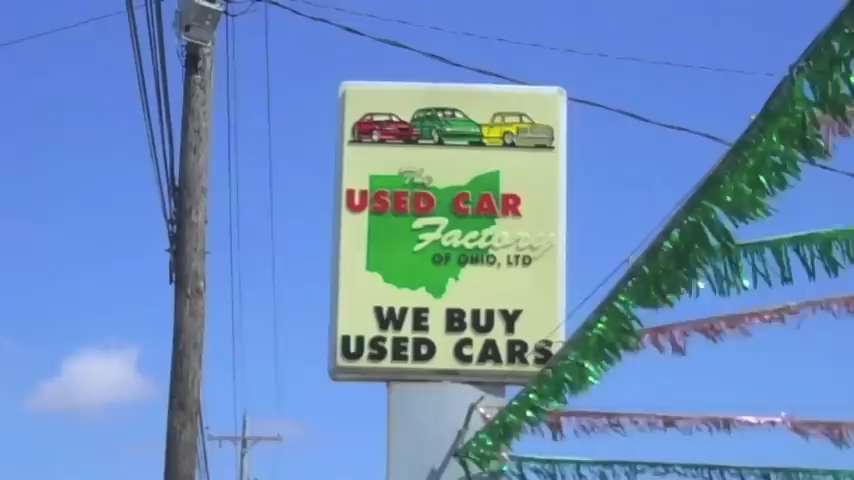 The
USED CAR
Factory
OF OHIO, LTD
WE BUY
USED CARS